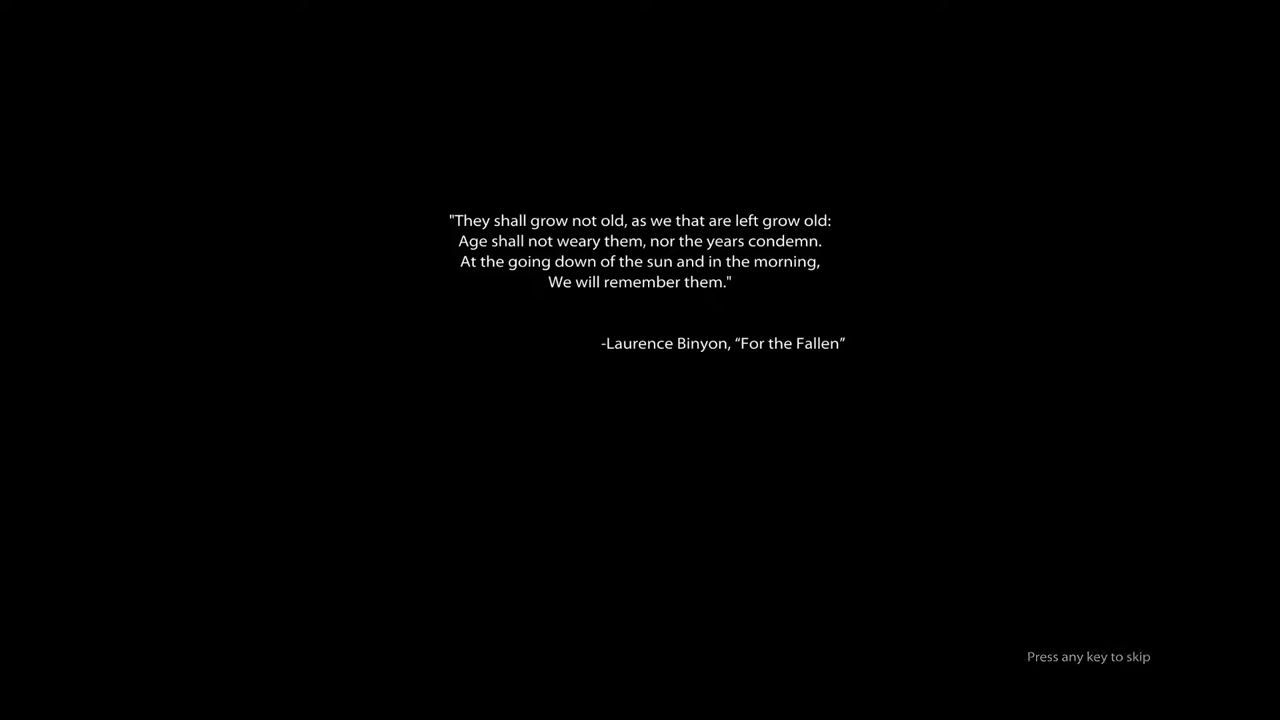 "They shall grow not old, as we that are left grow old:
Age shall not weary them, nor the years condemn.
At the going down of the sun and in the morning,
We will remember them."
-Laurence Binyon, “For the Fallen”
Press any key to skip